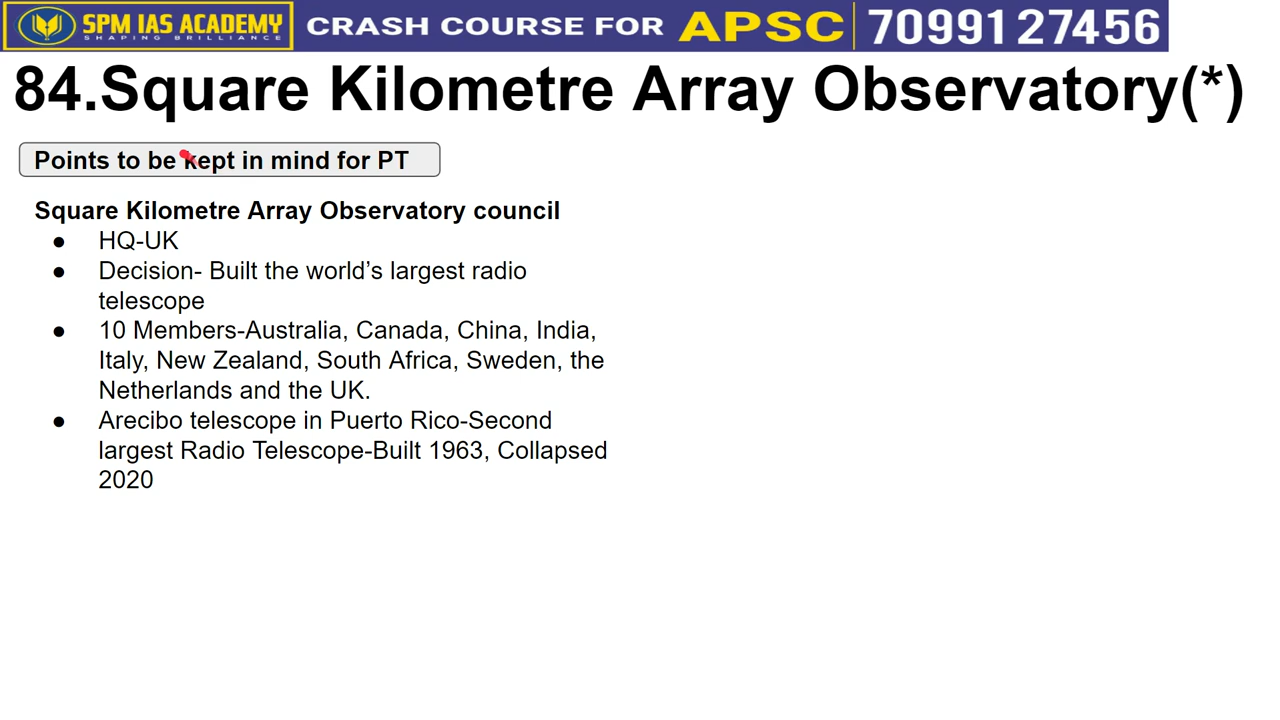 SPM IAS ACADEMY
SHAPING BRILLIANCE
CRASH COURSE FOR APSC 70991 27456
84.Square Kilometre Array Observatory(*)
Points to be kept in mind for PT
Square Kilometre Array Observatory council
● HQ-UK
● Decision- Built the world’s largest radio
telescope
● 10 Members-Australia, Canada, China, India,
Italy, New Zealand, South Africa, Sweden, the
Netherlands and the UK.
● Arecibo telescope in Puerto Rico-Second
largest Radio Telescope-Built 1963, Collapsed
2020